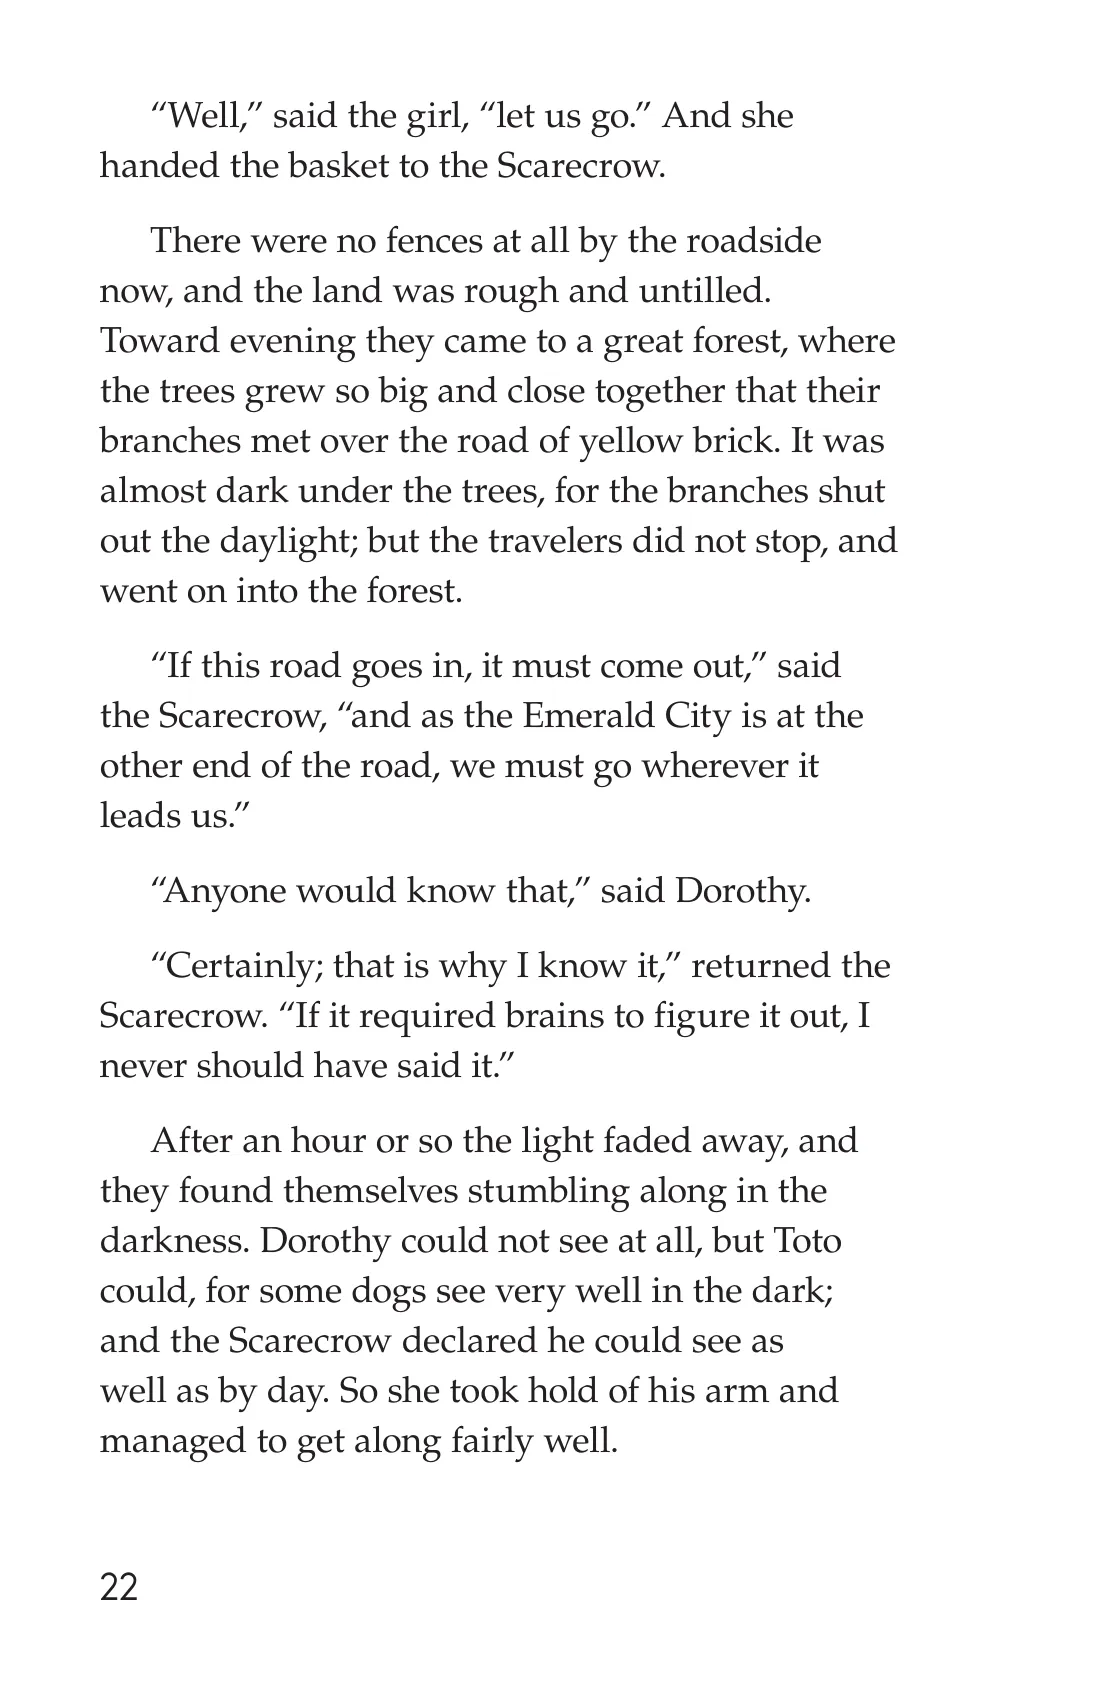 “Well,” said the girl, “let us go.” And she
handed the basket to the Scarecrow.
There were no fences at all by the roadside
now, and the land was rough and untilled.
Toward evening they came to a great forest, where
the trees grew so big and close together that their
branches met over the road of yellow brick. It was
almost dark under the trees, for the branches shut
out the daylight; but the travelers did not stop, and
went on into the forest.
“If this road goes in, it must come out,” said
the Scarecrow, “and as the Emerald City is at the
other end of the road, we must go wherever it
leads us.”
“Anyone would know that,” said Dorothy.
“Certainly; that is why I know it,” returned the
Scarecrow. “If it required brains to figure it out, I
never should have said it.”
After an hour or so the light faded away, and
they found themselves stumbling along in the
darkness. Dorothy could not see at all, but Toto
could, for some dogs see very well in the dark;
and the Scarecrow declared he could see as
well as by day. So she took hold of his arm and
managed to get along fairly well.
22